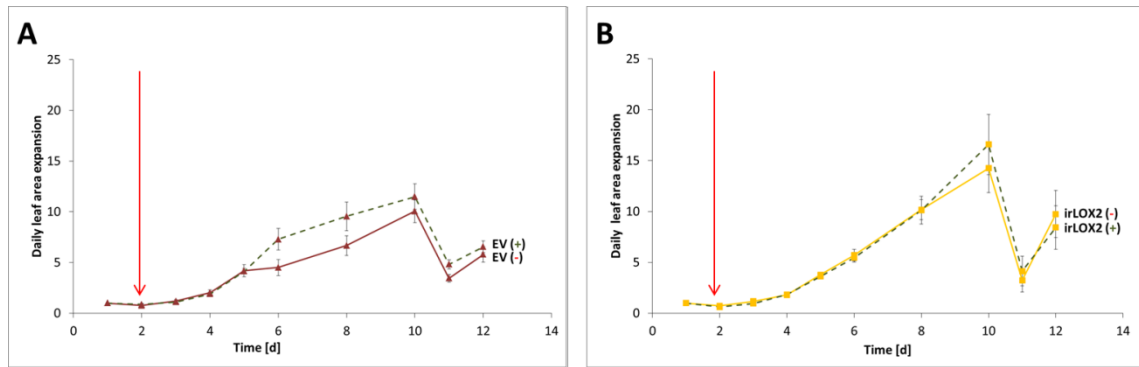 A
Daily leaf area expansion
25
20
15
10
5
0
0 2 4 6 8 10 12 14
Time [d]
EV (+)
EV (-)
B
Daily leaf area expansion
25
20
15
10
5
0
0 2 4 6 8 10 12 14
Time [d]
irLOX2 (-)
irLOX2 (+)